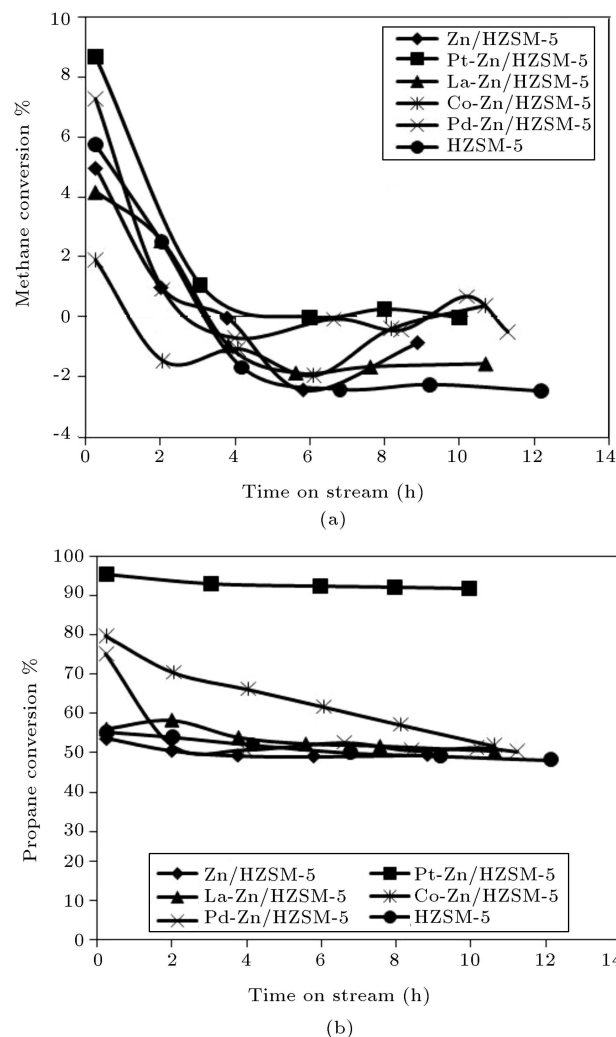 10
8
6
4
2
0
-2
-4
Methane conversion %
Zn/HZSM-5
Pt-Zn/HZSM-5
La-Zn/HZSM-5
Co-Zn/HZSM-5
Pd-Zn/HZSM-5
HZSM-5
0 2 4 6 8 10 12 14
Time on stream (h)
(a)
100
90
80
70
60
50
40
30
20
10
0
Propane conversion %
Zn/HZSM-5 Pt-Zn/HZSM-5
La-Zn/HZSM-5 Co-Zn/HZSM-5
Pd-Zn/HZSM-5 HZSM-5
0 2 4 6 8 10 12 14
Time on stream (h)
(b)